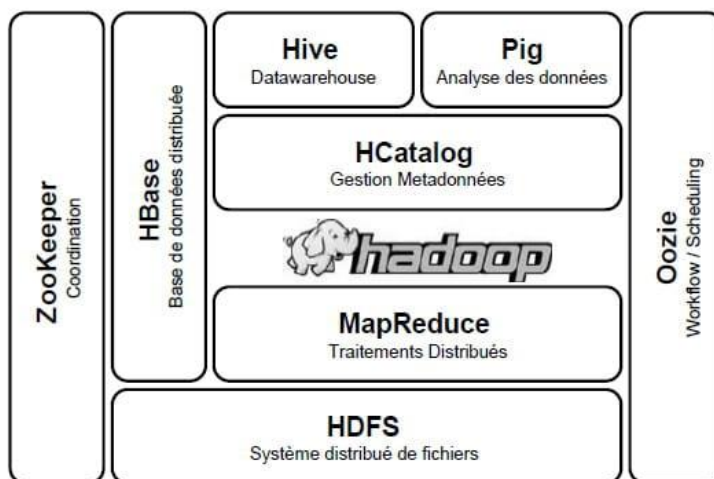 ZooKeeper
Coordination
HBase
Base de données distribuée
Hive
Datawarehouse
Pig
Analyse des données
HCatalog
Gestion Metadonnées
hadoop
MapReduce
Traitements Distribués
HDFS
Système distribué de fichiers
Oozie
Workflow / Scheduling